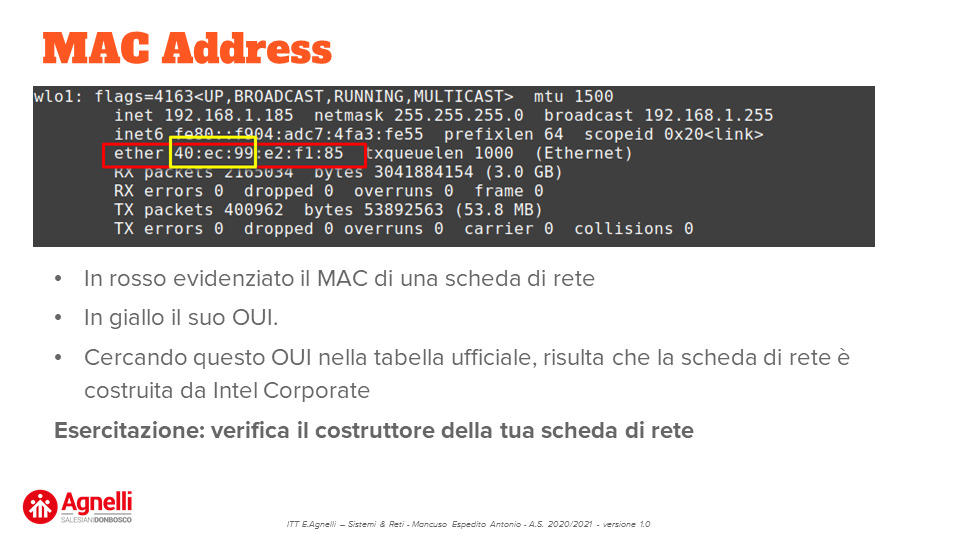 MAC Address
wlo1: flags=4163<UP,BROADCAST,RUNNING,MULTICAST>  mtu 1500
inet 192.168.1.185  netmask 255.255.255.0  broadcast 192.168.1.255
inet6 fe80::f904:adc7:4fa3:fe55  prefixlen 64  scopeid 0x20<link>
ether 40:ec:99:e2:f1:85  txqueuelen 1000  (Ethernet)
RX packets 2165034  bytes 3041884154 (3.0 GB)
RX errors 0  dropped 0  overruns 0  frame 0
TX packets 400962  bytes 53892563 (53.8 MB)
TX errors 0  dropped 0 overruns 0  carrier 0  collisions 0
• In rosso evidenziato il MAC di una scheda di rete
• In giallo il suo OUI.
• Cercando questo OUI nella tabella ufficiale, risulta che la scheda di rete è
costruita da Intel Corporate
Esercitazione: verifica il costruttore della tua scheda di rete
Agnelli
SALESIANI DONBOSCO
ITT E.Agnelli – Sistemi & Reti - Mancuso Espedito Antonio - A.S. 2020/2021 - versione 1.0